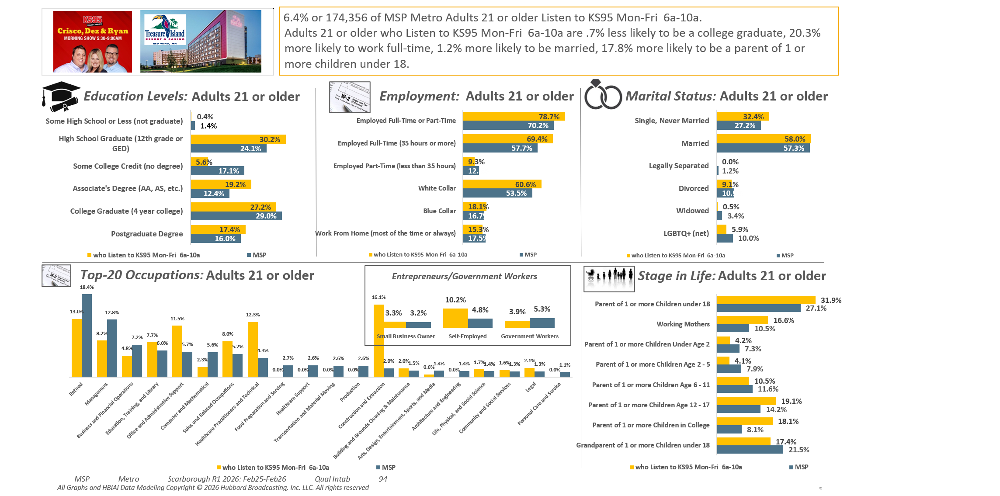 KS95
TODAY'S VARIETY
Crisco, Dez & Ryan
MORNING SHOW 5:30-9:00AM
Treasure Island
RESORT & CASINO
RED WING, MN
6.4% or 174,356 of MSP Metro Adults 21 or older Listen to KS95 Mon-Fri  6a-10a.
Adults 21 or older who Listen to KS95 Mon-Fri  6a-10a are .7% less likely to be a college graduate, 20.3%
more likely to work full-time, 1.2% more likely to be married, 17.8% more likely to be a parent of 1 or
more children under 18.
Education Levels: Adults 21 or older
Some High School or Less (not graduate)
0.4%
1.4%
High School Graduate (12th grade or
GED)
30.2%
24.1%
Some College Credit (no degree)
5.6%
17.1%
Associate's Degree (AA, AS, etc.)
19.2%
12.4%
College Graduate (4 year college)
27.2%
29.0%
Postgraduate Degree
17.4%
16.0%
who Listen to KS95 Mon-Fri  6a-10a
MSP
W-2
Wage and Tax
Statement
Employment: Adults 21 or older
Employed Full-Time or Part-Time
78.7%
70.2%
Employed Full-Time (35 hours or more)
69.4%
57.7%
Employed Part-Time (less than 35 hours)
9.3%
12.
White Collar
60.6%
53.5%
Blue Collar
18.1%
16.7%
Work From Home (most of the time or always)
15.3%
17.5%
who Listen to KS95 Mon-Fri  6a-10a
MSP
Marital Status: Adults 21 or older
Single, Never Married
32.4%
27.2%
Married
58.0%
57.3%
Legally Separated
0.0%
1.2%
Divorced
9.1%
10.9
Widowed
0.5%
3.4%
LGBTQ+ (net)
5.9%
10.0%
who Listen to KS95 Mon-Fri  6a-10a
MSP
W-2
Top-20 Occupations: Adults 21 or older
13.0%
18.4%
8.2%
12.8%
4.8%
7.2%
7.7%
6.0%
11.5%
5.7%
2.3%
5.6%
8.0%
5.2%
12.3%
4.3%
0.0%
2.7%
0.0%
2.6%
0.0%
2.6%
0.0%
2.6%
16.1%
2.0%
2.0%
1.5%
0.6%
1.4%
0.0%
1.4%
1.7%
1.4%
1.6%
1.3%
2.1%
1.3%
0.0%
1.1%
Retired
Management
Business and Financial Operations
Education, Training, and Library
Office and Administrative Support
Computer and Mathematical
Sales and Related Occupations
Healthcare Practitioners and Technical
Food Preparation and Serving
Healthcare Support
Transportation and Material Moving
Production
Construction and Extraction
Building and Grounds Cleaning & Maintenance
Arts, Design, Entertainment, Sports, and Media
Architecture and Engineering
Life, Physical, and Social Science
Community and Social Services
Legal
Personal Care and Service
who Listen to KS95 Mon-Fri  6a-10a
MSP
Entrepreneurs/Government Workers
3.3%
3.2%
10.2%
4.8%
3.9%
5.3%
Small Business Owner
Self-Employed
Government Workers
Stage in Life: Adults 21 or older
Parent of 1 or more Children under 18
31.9%
27.1%
Working Mothers
16.6%
10.5%
Parent of 1 or more Children Under Age 2
4.2%
7.3%
Parent of 1 or more Children Age 2 - 5
4.1%
7.9%
Parent of 1 or more Children Age 6 - 11
10.5%
11.6%
Parent of 1 or more Children Age 12 - 17
19.1%
14.2%
Parent of 1 or more Children in College
18.1%
8.1%
Grandparent of 1 or more Children under 18
17.4%
21.5%
who Listen to KS95 Mon-Fri  6a-10a
MSP
MSP Metro Scarborough R1 2026: Feb25-Feb26 Qual Intab 94
All Graphs and HBIAI Data Modeling Copyright © 2026 Hubbard Broadcasting, Inc. LLC. All rights reserved
©